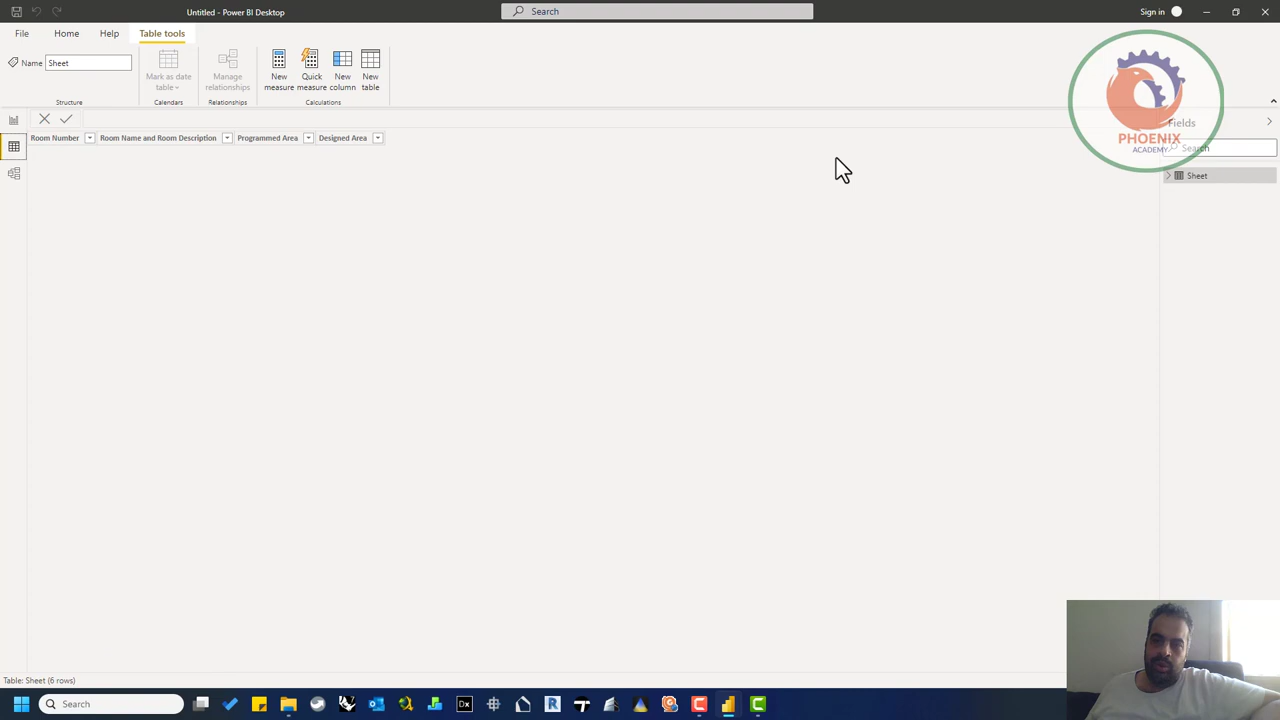 Untitled - Power BI Desktop
Search
Sign in
File
Home
Help
Table tools
Name
Sheet
Mark as date
table
Manage
relationships
New
measure
Quick
measure
New
column
New
table
Structure
Calendars
Relationships
Calculations
PHOENIX
ACADEMY
Fields
Search
Room Number
Room Name and Room Description
Programmed Area
Designed Area
Sheet
Table: Sheet (6 rows)
Search
Dx
R